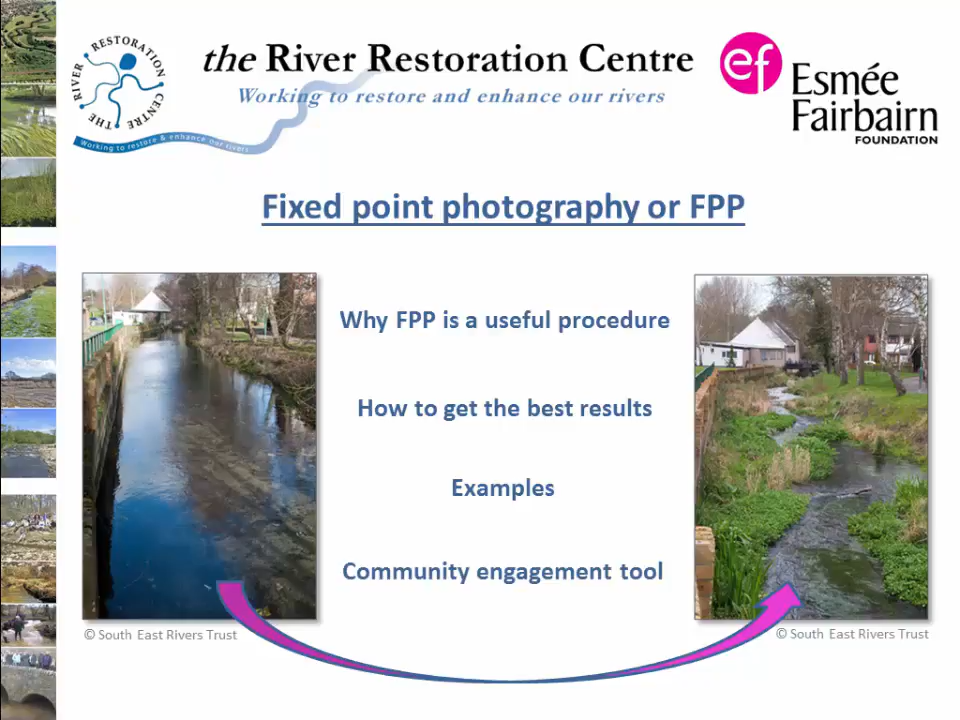 THE RIVER RESTORATION CENTRE
Working to restore & enhance our rivers
the River Restoration Centre
Working to restore and enhance our rivers
ef
Esmée
Fairbairn
FOUNDATION
Fixed point photography or FPP
Why FPP is a useful procedure
How to get the best results
Examples
Community engagement tool
© South East Rivers Trust
© South East Rivers Trust